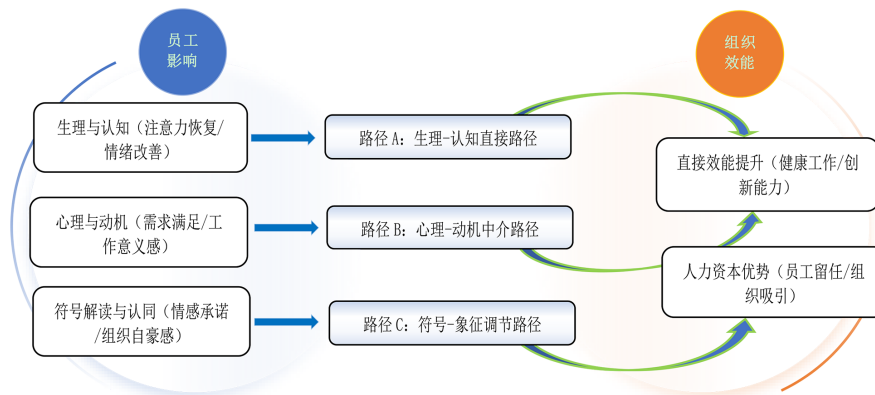 员工
影响
组织
效能
生理与认知（注意力恢复/
情绪改善）
路径 A：生理-认知直接路径
直接效能提升（健康工作/创
新能力）
心理与动机（需求满足/工
作意义感）
路径 B：心理-动机中介路径
人力资本优势（员工留任/组
织吸引）
符号解读与认同（情感承诺
/组织自豪感）
路径 C：符号-象征调节路径